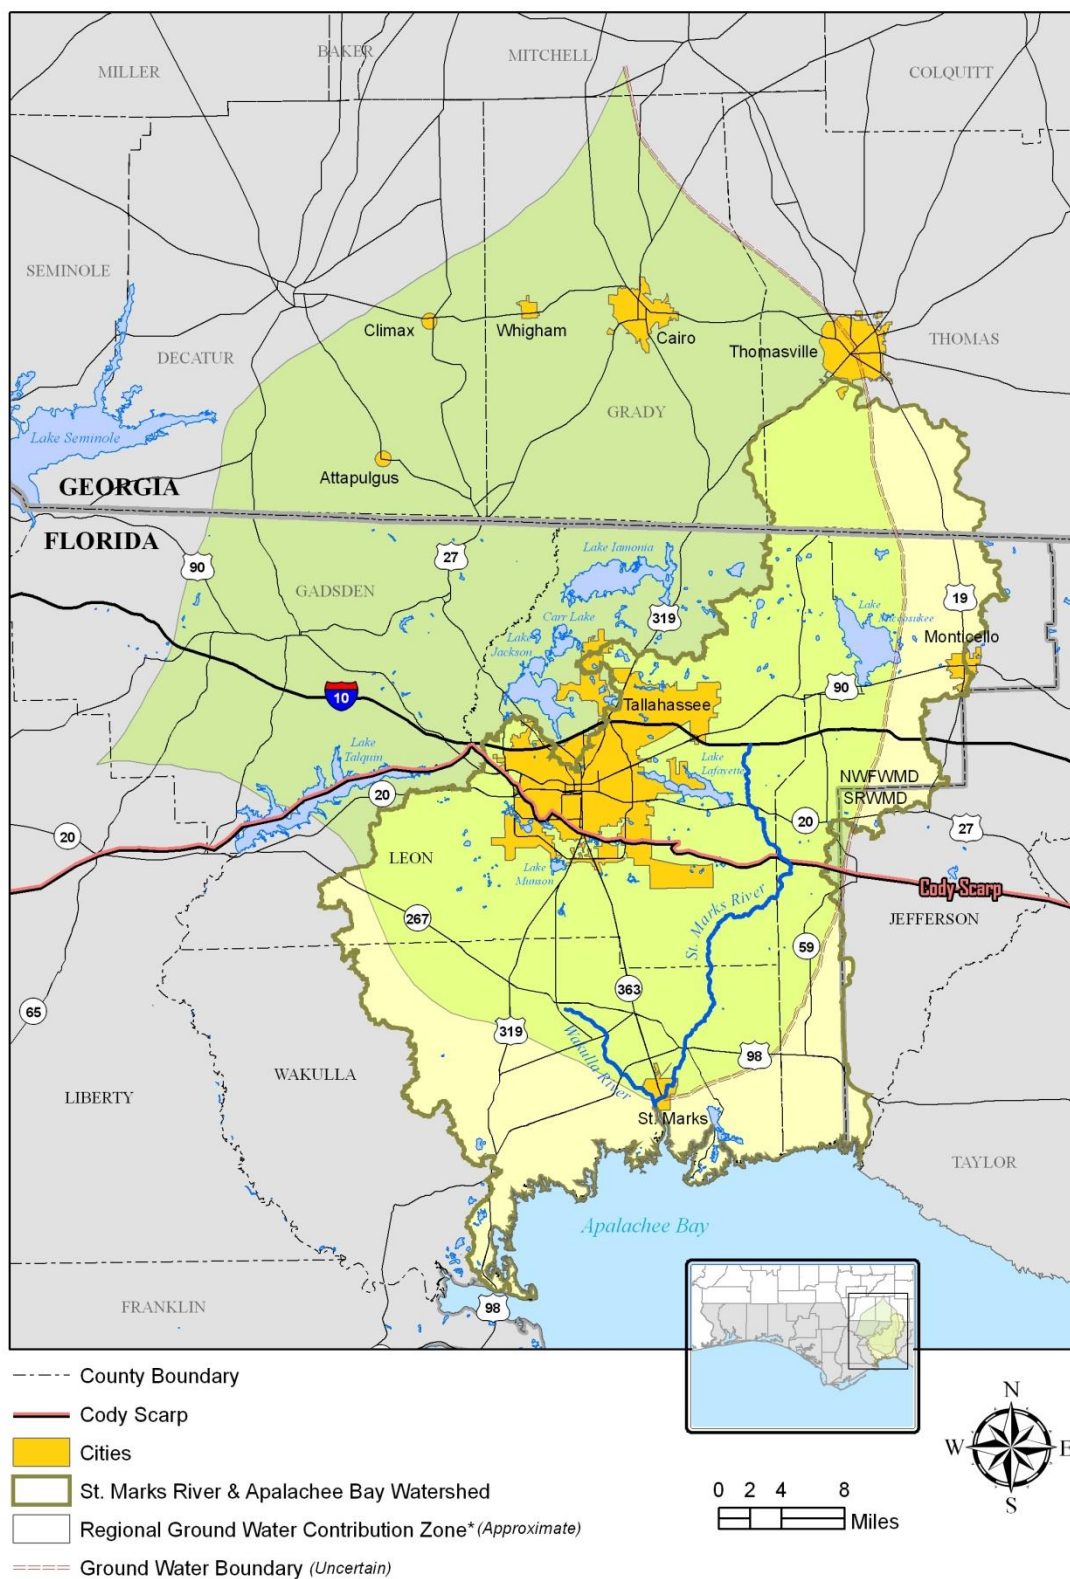 BAKER
MITCHELL
MILLER
COLQUITT
SEMINOLE
Climax
Whigham
Cairo
THOMAS
Thomasville
DECATUR
GRADY
Lake Seminole
Attapulgus
GEORGIA
FLORIDA
27
Lake Iamonia
90
GADSDEN
19
Carr Lake
319
Lake
Miccosukee
Lake
Jackson
Monticello
90
10
Tallahassee
Lake
Talquin
Lake
Lafayette
NWFWMD
SRWMD
20
20
20
27
LEON
Lake
Munson
Cody Scarp
St. Marks River
JEFFERSON
267
59
363
65
319
Wakulla River
98
WAKULLA
LIBERTY
St. Marks
TAYLOR
Apalachee Bay
FRANKLIN
98
County Boundary
Cody Scarp
Cities
St. Marks River & Apalachee Bay Watershed
Regional Ground Water Contribution Zone* (Approximate)
Ground Water Boundary (Uncertain)
0 2 4 8
Miles
N
W E
S